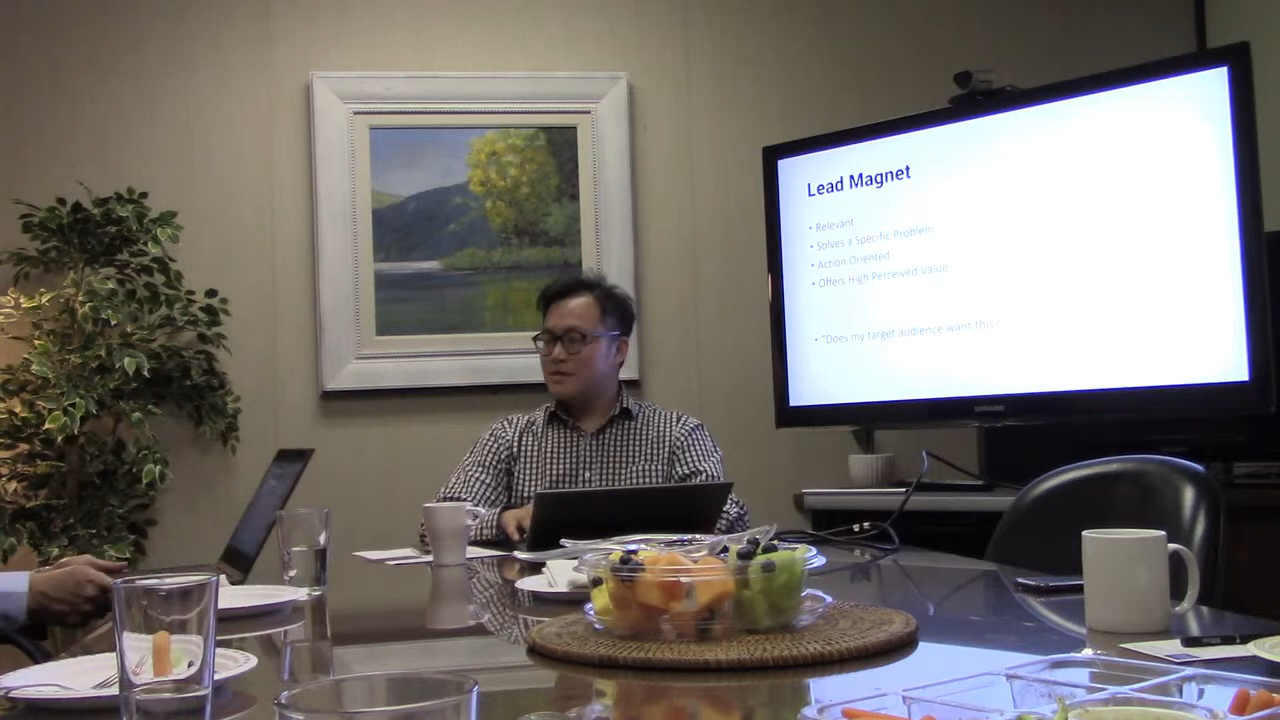 Lead Magnet
• Relevant
• Solves a Specific Problem
• Action Oriented
• Offers High Perceived Value
• "Does my target audience want this?
SAMSUNG